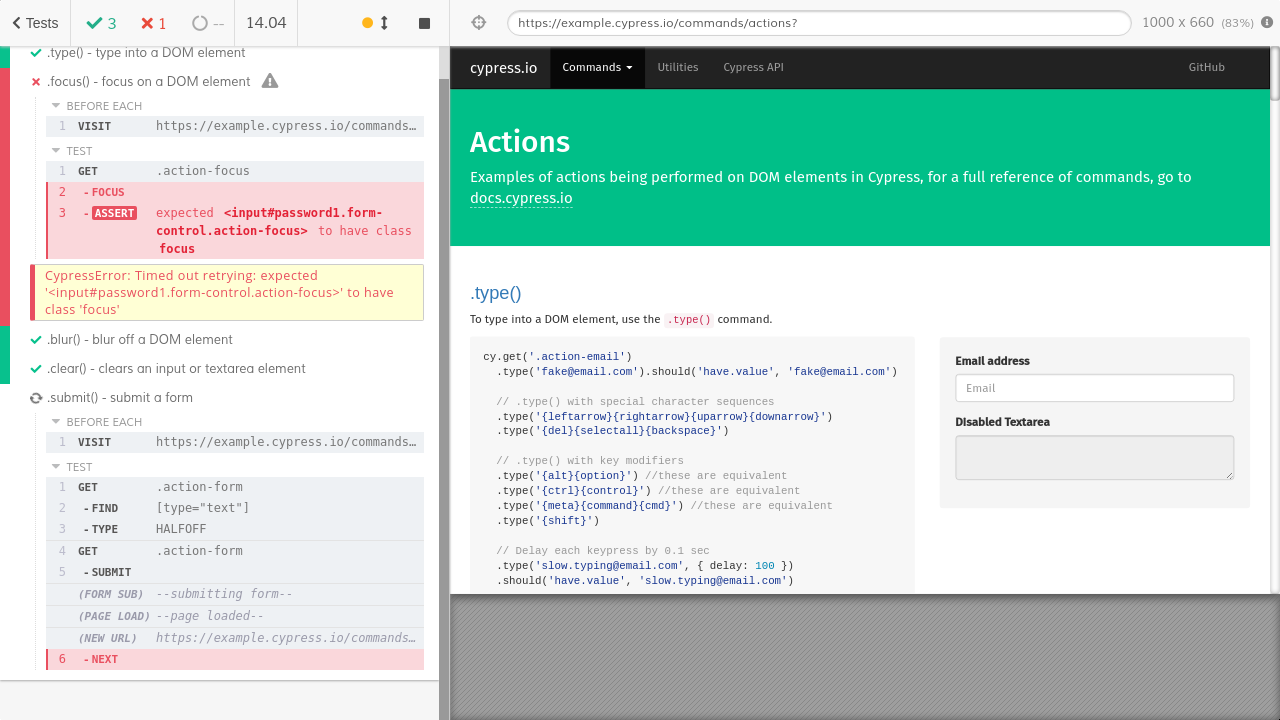 Tests 3 1 -- 14.04
https://example.cypress.io/commands/actions? 1000 x 660 (83%)
.type() - type into a DOM element
.focus() - focus on a DOM element
BEFORE EACH
1 VISIT https://example.cypress.io/commands…
TEST
1 GET .action-focus
2 - FOCUS
3 - ASSERT expected <input#password1.form-
control.action-focus> to have class
focus
CypressError: Timed out retrying: expected
'<input#password1.form-control.action-focus>' to have
class 'focus'
.blur() - blur off a DOM element
.clear() - clears an input or textarea element
.submit() - submit a form
BEFORE EACH
1 VISIT https://example.cypress.io/commands…
TEST
1 GET .action-form
2 - FIND [type="text"]
3 - TYPE HALFOFF
4 GET .action-form
5 - SUBMIT
(FORM SUB) --submitting form--
(PAGE LOAD) --page loaded--
(NEW URL) https://example.cypress.io/commands…
6 - NEXT
cypress.io Commands Utilities Cypress API GitHub
Actions
Examples of actions being performed on DOM elements in Cypress, for a full reference of commands, go to
docs.cypress.io
.type()
To type into a DOM element, use the .type() command.
cy.get('.action-email')
.type('fake@email.com').should('have.value', 'fake@email.com')
// .type() with special character sequences
.type('{leftarrow}{rightarrow}{uparrow}{downarrow}')
.type('{del}{selectall}{backspace}')
// .type() with key modifiers
.type('{alt}{option}') //these are equivalent
.type('{ctrl}{control}') //these are equivalent
.type('{meta}{command}{cmd}') //these are equivalent
.type('{shift}')
// Delay each keypress by 0.1 sec
.type('slow.typing@email.com', { delay: 100 })
.should('have.value', 'slow.typing@email.com')
Email address
Email
Disabled Textarea